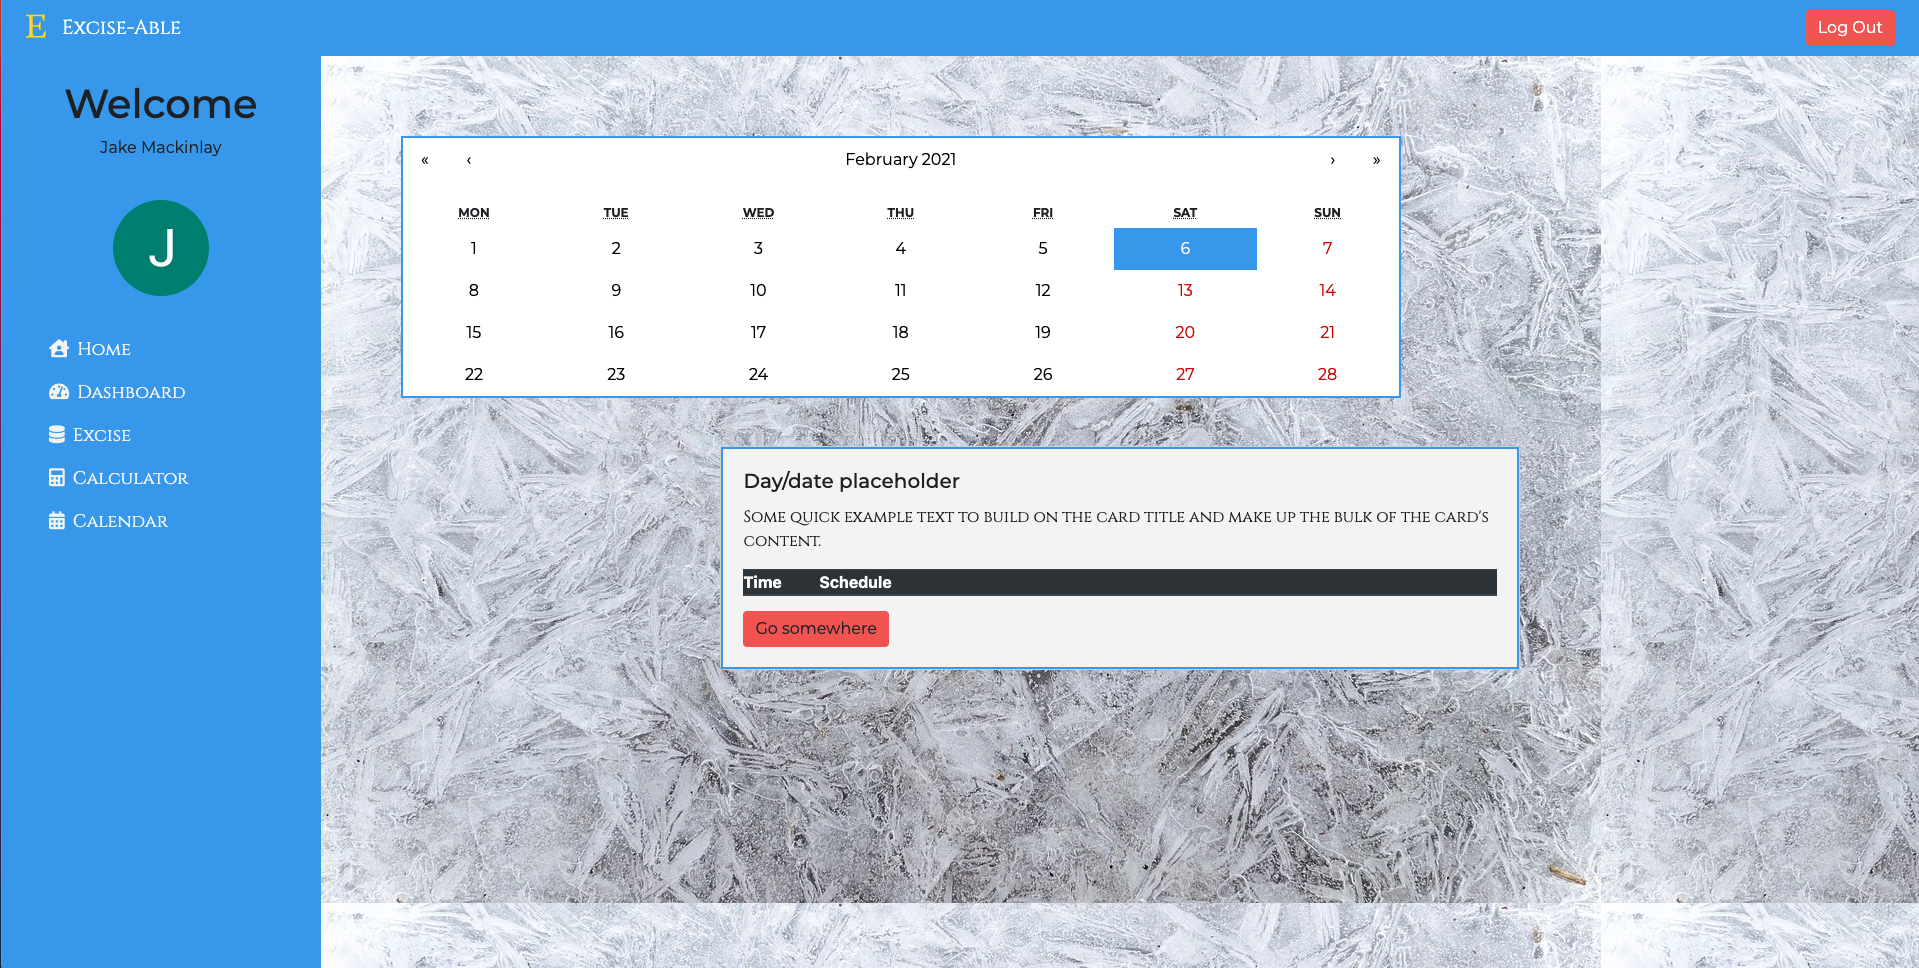 E Excise-Able
Log Out
Welcome
Jake Mackinlay
J
Home
Dashboard
Excise
Calculator
Calendar
« ‹ February 2021 › »
MON TUE WED THU FRI SAT SUN
1 2 3 4 5 6 7
8 9 10 11 12 13 14
15 16 17 18 19 20 21
22 23 24 25 26 27 28
Day/date placeholder
Some quick example text to build on the card title and make up the bulk of the card's
content.
Time Schedule
Go somewhere